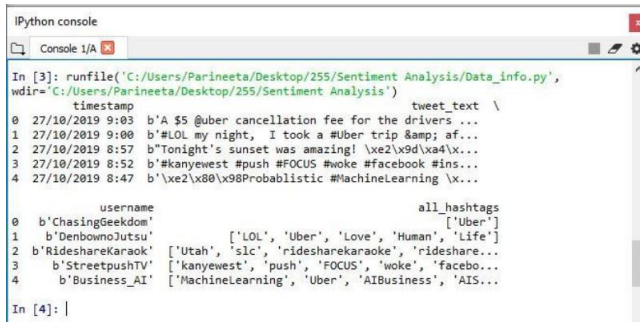 IPython console
Console 1/A
In [3]: runfile('C:/Users/Parineeta/Desktop/255/Sentiment Analysis/Data_info.py',
wdir='C:/Users/Parineeta/Desktop/255/Sentiment Analysis')
timestamp tweet_text \
0 27/10/2019 9:03 b'A $5 @uber cancellation fee for the drivers ...
1 27/10/2019 9:00 b'#LOL my night, I took a #Uber trip &amp; af...
2 27/10/2019 8:57 b"Tonight's sunset was amazing! \xe2\x9d\xa4\x...
3 27/10/2019 8:52 b'#kanyewest #push #FOCUS #woke #facebook #ins...
4 27/10/2019 8:47 b'\xe2\x80\x98Probablistic #MachineLearning \x...
username all_hashtags
0 b'ChasingGeekdom' ['Uber']
1 b'DenbownoJutsu' ['LOL', 'Uber', 'Love', 'Human', 'Life']
2 b'RideshareKaraok' ['Utah', 'slc', 'ridesharekaraoke', 'rideshare...
3 b'StreetpushTV' ['kanyewest', 'push', 'FOCUS', 'woke', 'facebo...
4 b'Business_AI' ['MachineLearning', 'Uber', 'AIBusiness', 'AIS...
In [4]: